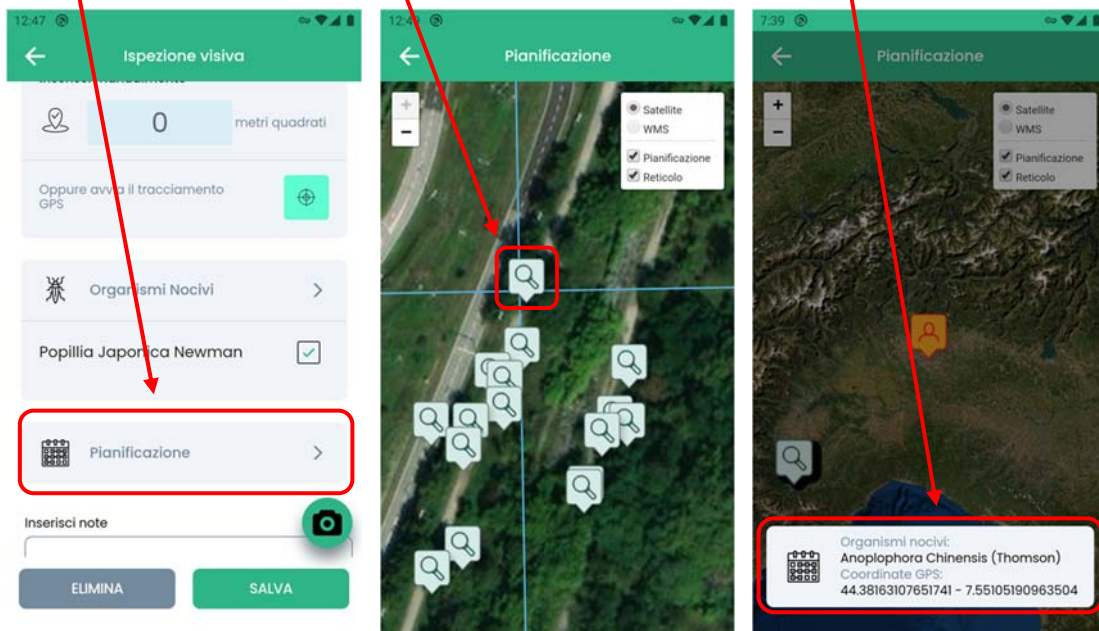 12:47
Ispezione visiva
0
metri quadrati
Oppure avvia il tracciamento
GPS
Organismi Nocivi
Popillia Japonica Newman
Pianificazione
Inserisci note
ELIMINA
SALVA
Pianificazione
+
-
Satellite
WMS
Pianificazione
Reticolo
7:39
Pianificazione
+
-
Satellite
WMS
Pianificazione
Reticolo
Organismi nocivi:
Anoplophora Chinensis (Thomson)
Coordinate GPS:
44.38163107651741 - 7.55105190963504